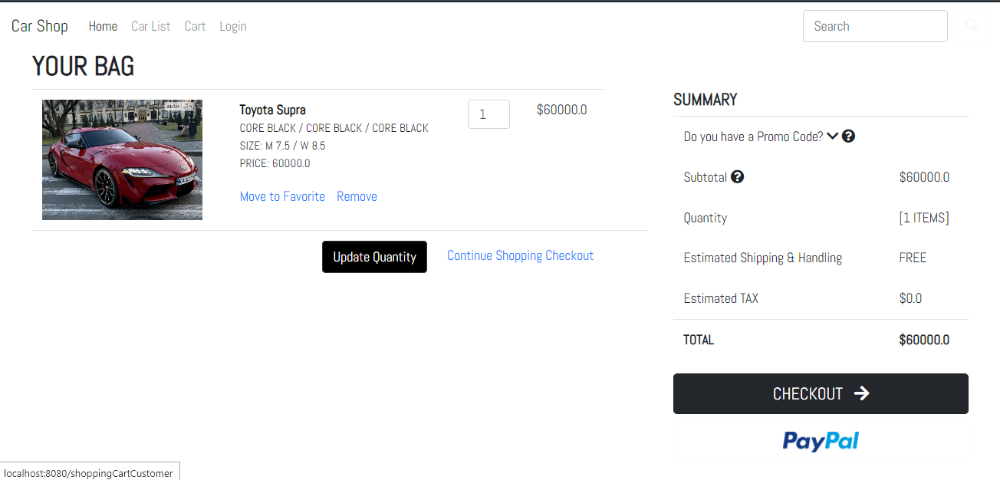 Car Shop Home Car List Cart Login Search
YOUR BAG
auto
Toyota Supra 1 $60000.0
CORE BLACK / CORE BLACK / CORE BLACK
SIZE: M 7.5 / W 8.5
PRICE: 60000.0
Move to Favorite Remove
Update Quantity Continue Shopping Checkout
SUMMARY
Do you have a Promo Code?
Subtotal $60000.0
Quantity [1 ITEMS]
Estimated Shipping & Handling FREE
Estimated TAX $0.0
TOTAL $60000.0
CHECKOUT
PayPal
localhost:8080/shoppingCartCustomer